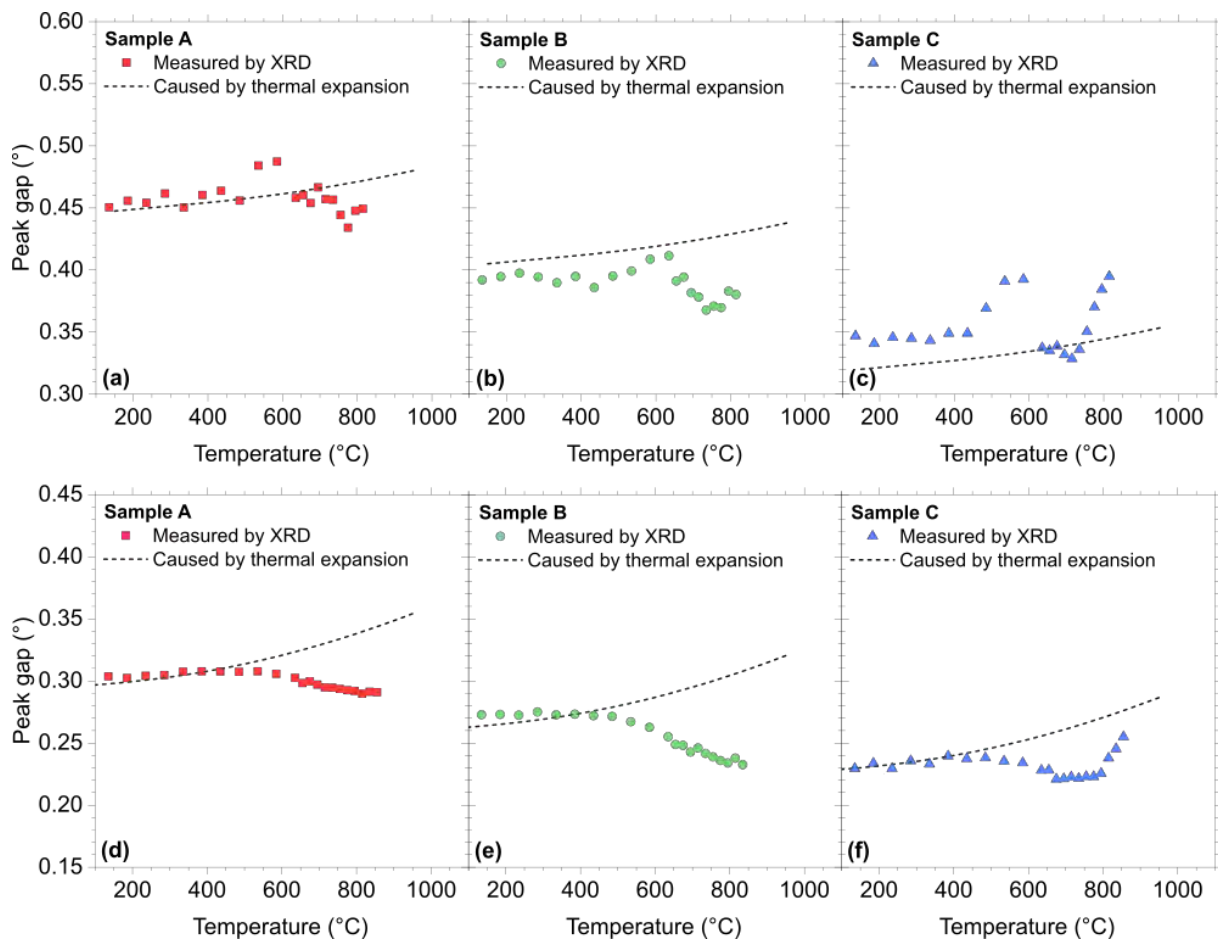 Peak gap (°)
0.60
0.55
0.50
0.45
0.40
0.35
0.30
Sample A
Measured by XRD
Caused by thermal expansion
(a)
200 400 600 800 1000
Temperature (°C)
Sample B
Measured by XRD
Caused by thermal expansion
(b)
200 400 600 800 1000
Temperature (°C)
Sample C
Measured by XRD
Caused by thermal expansion
(c)
200 400 600 800 1000
Temperature (°C)
Peak gap (°)
0.45
0.40
0.35
0.30
0.25
0.20
0.15
Sample A
Measured by XRD
Caused by thermal expansion
(d)
200 400 600 800 1000
Temperature (°C)
Sample B
Measured by XRD
Caused by thermal expansion
(e)
200 400 600 800 1000
Temperature (°C)
Sample C
Measured by XRD
Caused by thermal expansion
(f)
200 400 600 800 1000
Temperature (°C)